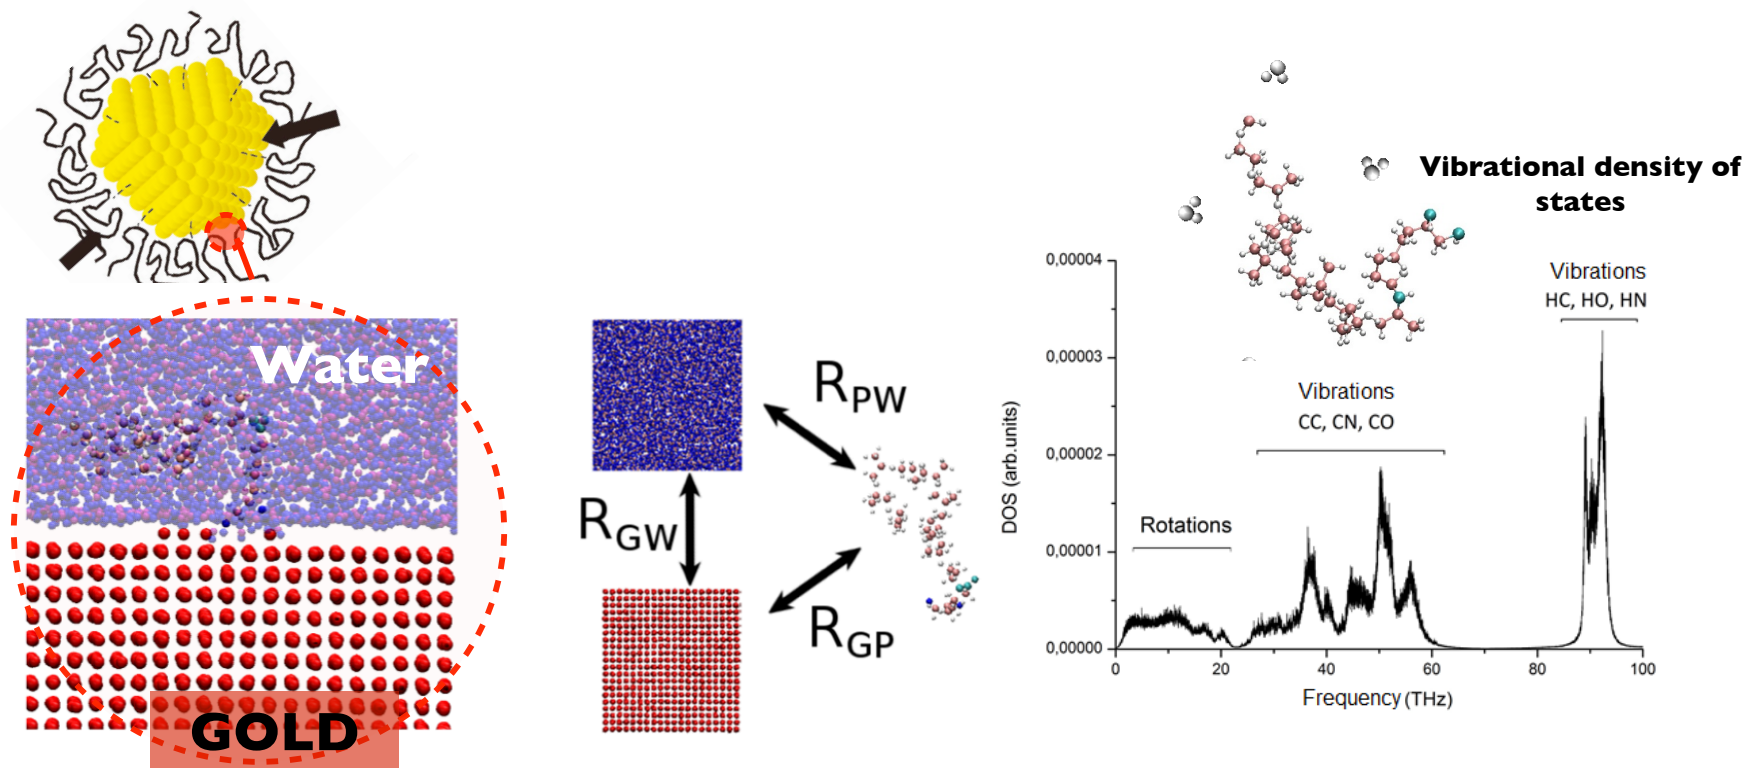 Water
GOLD
R_PW
R_GW
R_GP
Vibrational density of
states
Vibrations
HC, HO, HN
Vibrations
CC, CN, CO
Rotations
DOS (arb.units)
0,00004
0,00003
0,00002
0,00001
0,00000
0 20 40 60 80 100
Frequency (THz)